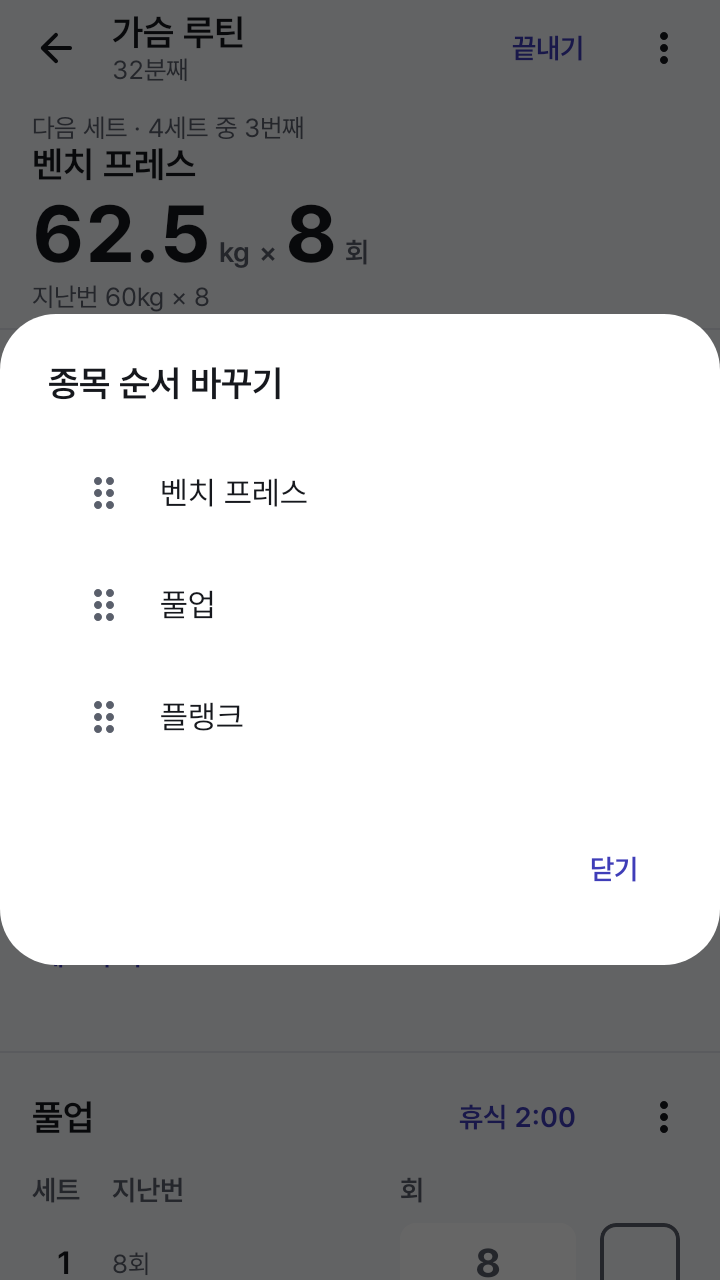 가슴 루틴
32분째
끝내기
다음 세트 · 4세트 중 3번째
벤치 프레스
62.5 kg × 8 회
지난번 60kg × 8
종목 순서 바꾸기
벤치 프레스
풀업
플랭크
닫기
풀업
휴식 2:00
세트 지난번 회
1 8회 8